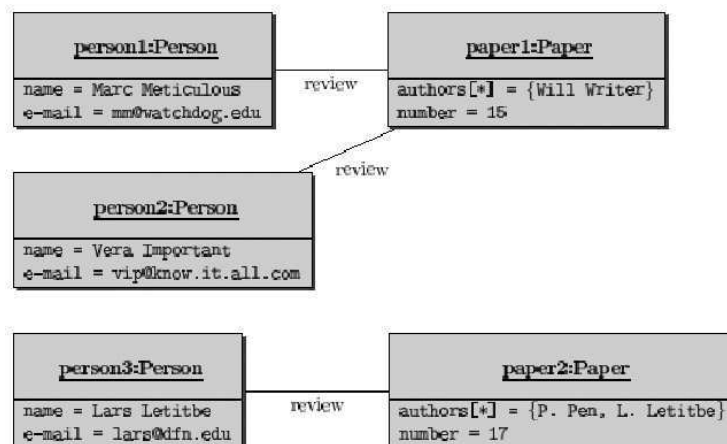 person1:Person
name = Marc Meticulous
e-mail = mm@watchdog.edu
review
paper1:Paper
authors[*] = {Will Writer}
number = 15
review
person2:Person
name = Vera Important
e-mail = vip@know.it.all.com
person3:Person
name = Lars Letitbe
e-mail = lars@dfn.edu
review
paper2:Paper
authors[*] = {P. Pen, L. Letitbe}
number = 17